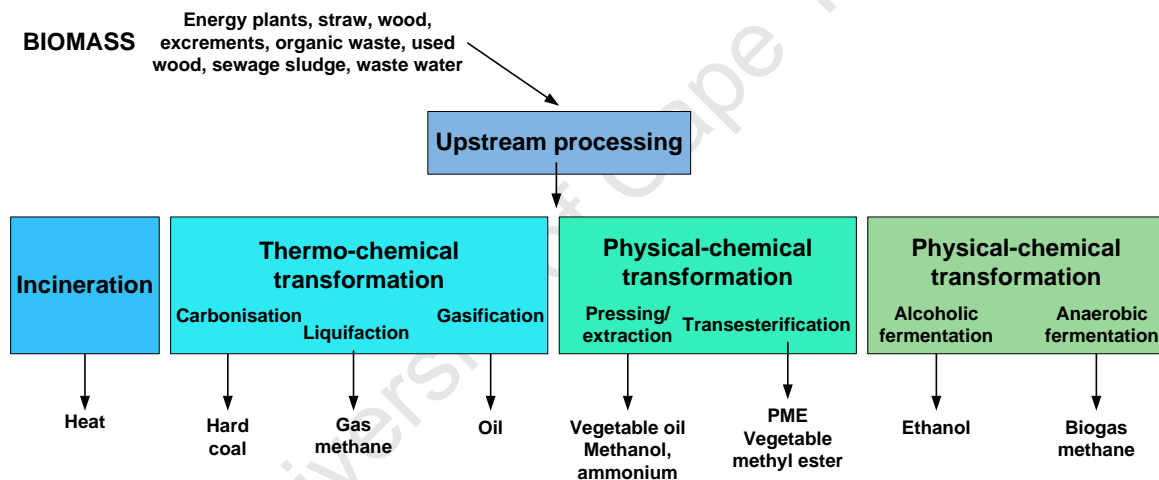 BIOMASS
Energy plants, straw, wood,
excrements, organic waste, used
wood, sewage sludge, waste water
Upstream processing
Incineration
Thermo-chemical
transformation
Carbonisation
Liquifaction
Gasification
Physical-chemical
transformation
Pressing/
extraction
Transesterification
Physical-chemical
transformation
Alcoholic
fermentation
Anaerobic
fermentation
Heat
Hard
coal
Gas
methane
Oil
Vegetable oil
Methanol,
ammonium
PME
Vegetable
methyl ester
Ethanol
Biogas
methane